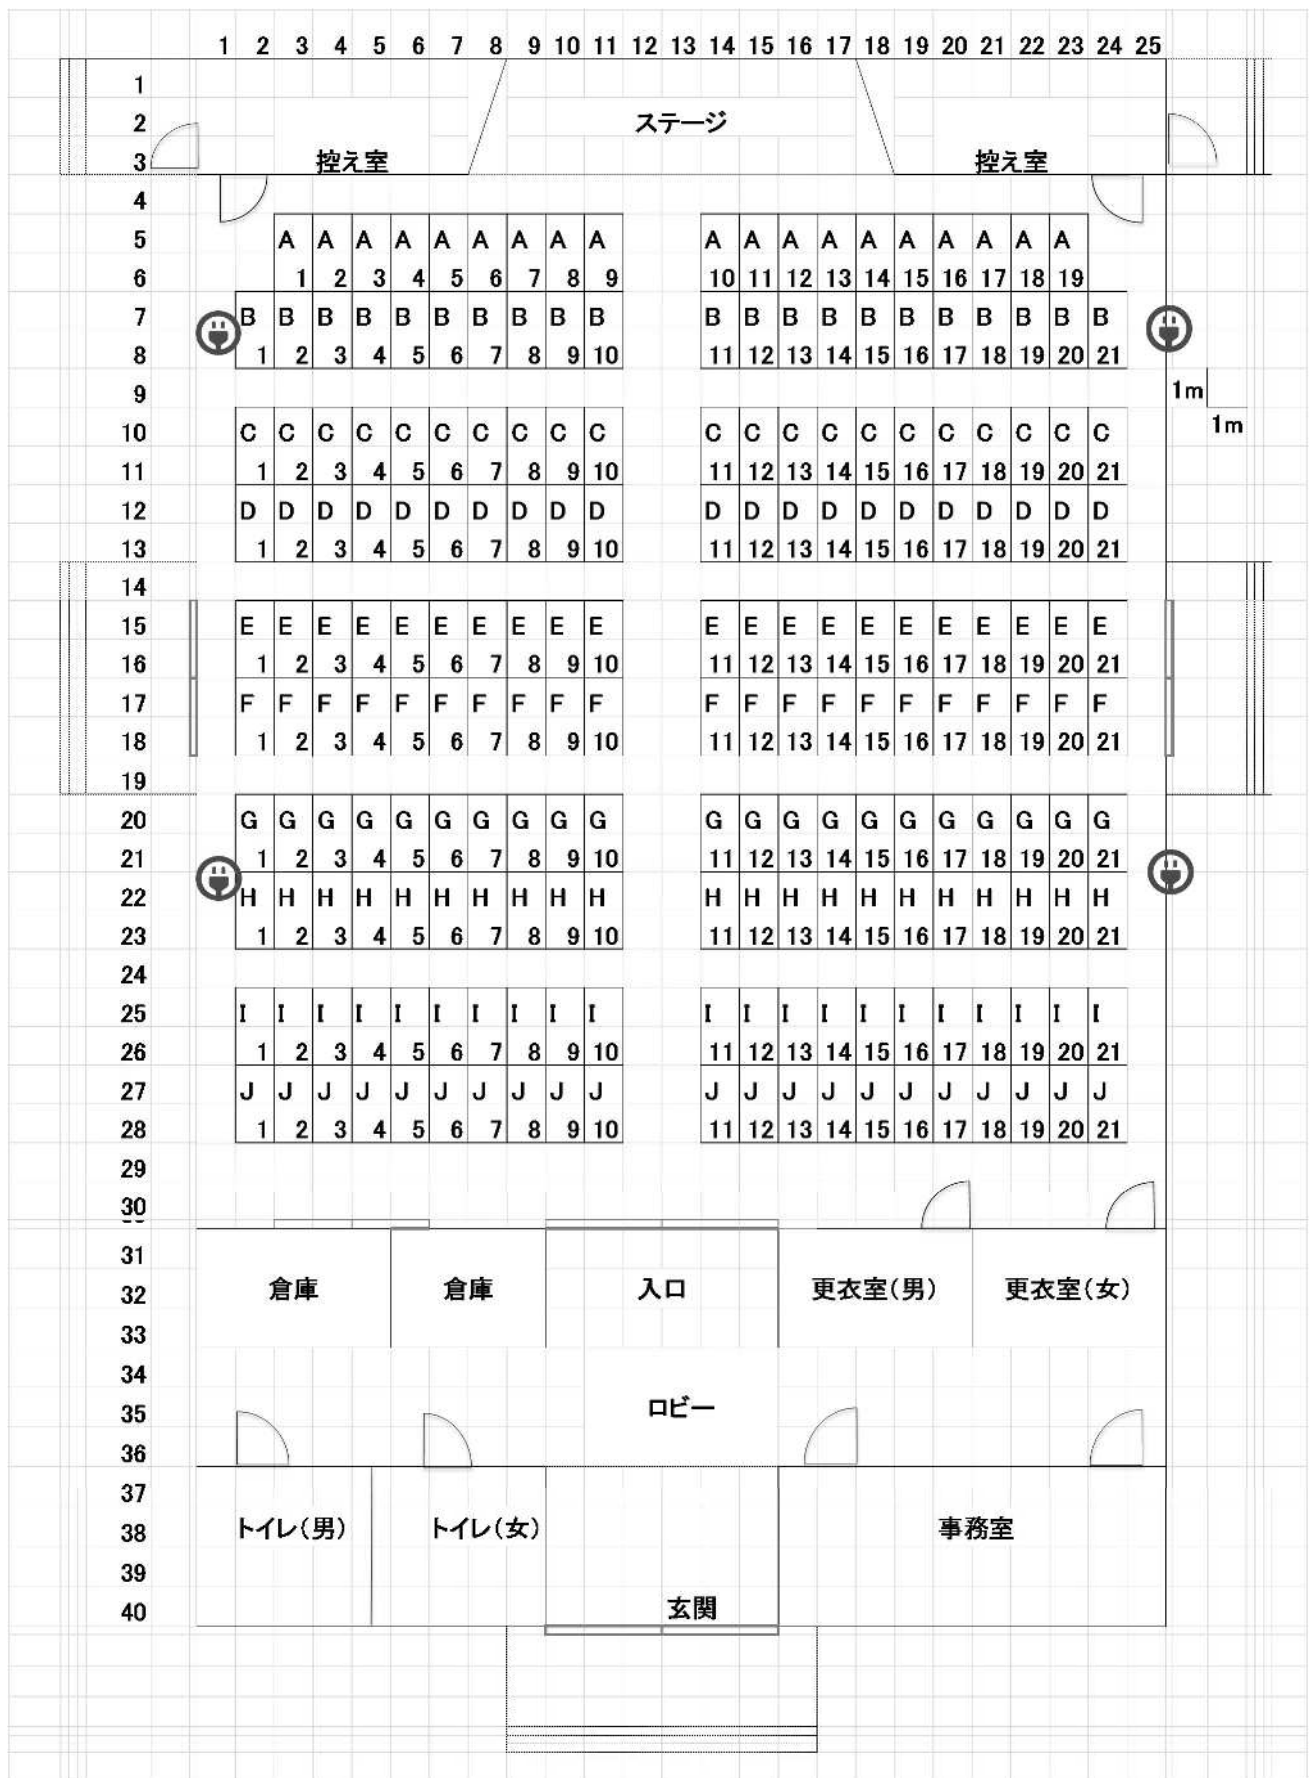 1 2 3 4 5 6 7 8 9 10 11 12 13 14 15 16 17 18 19 20 21 22 23 24 25
1
2 ステージ
3 控え室 控え室
4
5 A A A A A A A A A A A A A A A A A A A
6 1 2 3 4 5 6 7 8 9 10 11 12 13 14 15 16 17 18 19
7 B B B B B B B B B B B B B B B B B B B B B
8 1 2 3 4 5 6 7 8 9 10 11 12 13 14 15 16 17 18 19 20 21
9 1m
10 C C C C C C C C C C C C C C C C C C C C C 1m
11 1 2 3 4 5 6 7 8 9 10 11 12 13 14 15 16 17 18 19 20 21
12 D D D D D D D D D D D D D D D D D D D D D
13 1 2 3 4 5 6 7 8 9 10 11 12 13 14 15 16 17 18 19 20 21
14
15 E E E E E E E E E E E E E E E E E E E E E
16 1 2 3 4 5 6 7 8 9 10 11 12 13 14 15 16 17 18 19 20 21
17 F F F F F F F F F F F F F F F F F F F F F
18 1 2 3 4 5 6 7 8 9 10 11 12 13 14 15 16 17 18 19 20 21
19
20 G G G G G G G G G G G G G G G G G G G G G
21 1 2 3 4 5 6 7 8 9 10 11 12 13 14 15 16 17 18 19 20 21
22 H H H H H H H H H H H H H H H H H H H H H
23 1 2 3 4 5 6 7 8 9 10 11 12 13 14 15 16 17 18 19 20 21
24
25 I I I I I I I I I I I I I I I I I I I I I
26 1 2 3 4 5 6 7 8 9 10 11 12 13 14 15 16 17 18 19 20 21
27 J J J J J J J J J J J J J J J J J J J J J
28 1 2 3 4 5 6 7 8 9 10 11 12 13 14 15 16 17 18 19 20 21
29
30
31
32 倉庫 倉庫 入口 更衣室(男) 更衣室(女)
33
34
35 ロビー
36
37
38 トイレ(男) トイレ(女) 事務室
39
40 玄関